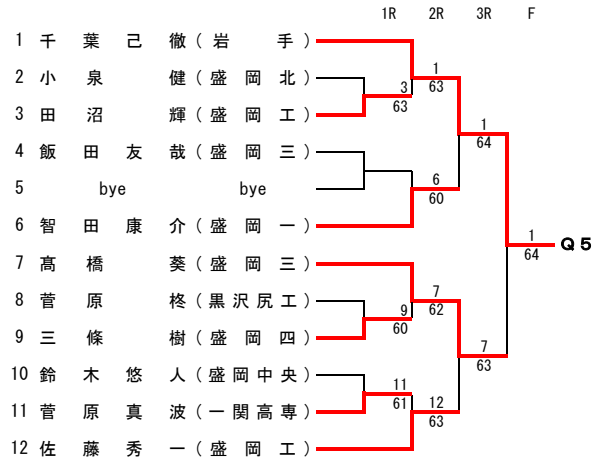 1R 2R 3R F
1 千葉己徹(岩手)
1
2 小泉健(盛岡北)
3 63
63
1
3 田沼輝(盛岡工)
64
4 飯田友哉(盛岡三)
6
5 bye bye
60
6 智田康介(盛岡一)
1
Q5
64
7 髙橋葵(盛岡三)
7
8 菅原柊(黒沢尻工)
9 62
60
9 三條樹(盛岡四)
7
63
10 鈴木悠人(盛岡中央)
11
61 12
11 菅原真波(一関高専)
63
12 佐藤秀一(盛岡工)